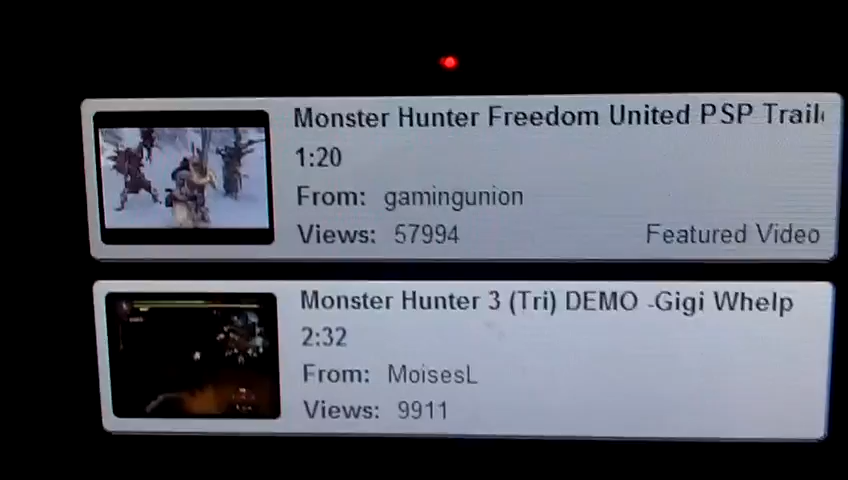 Monster Hunter Freedom United PSP Trail
1:20
From: gamingunion
Views: 57994
Featured Video
Monster Hunter 3 (Tri) DEMO -Gigi Whelp
2:32
From: MoisesL
Views: 9911